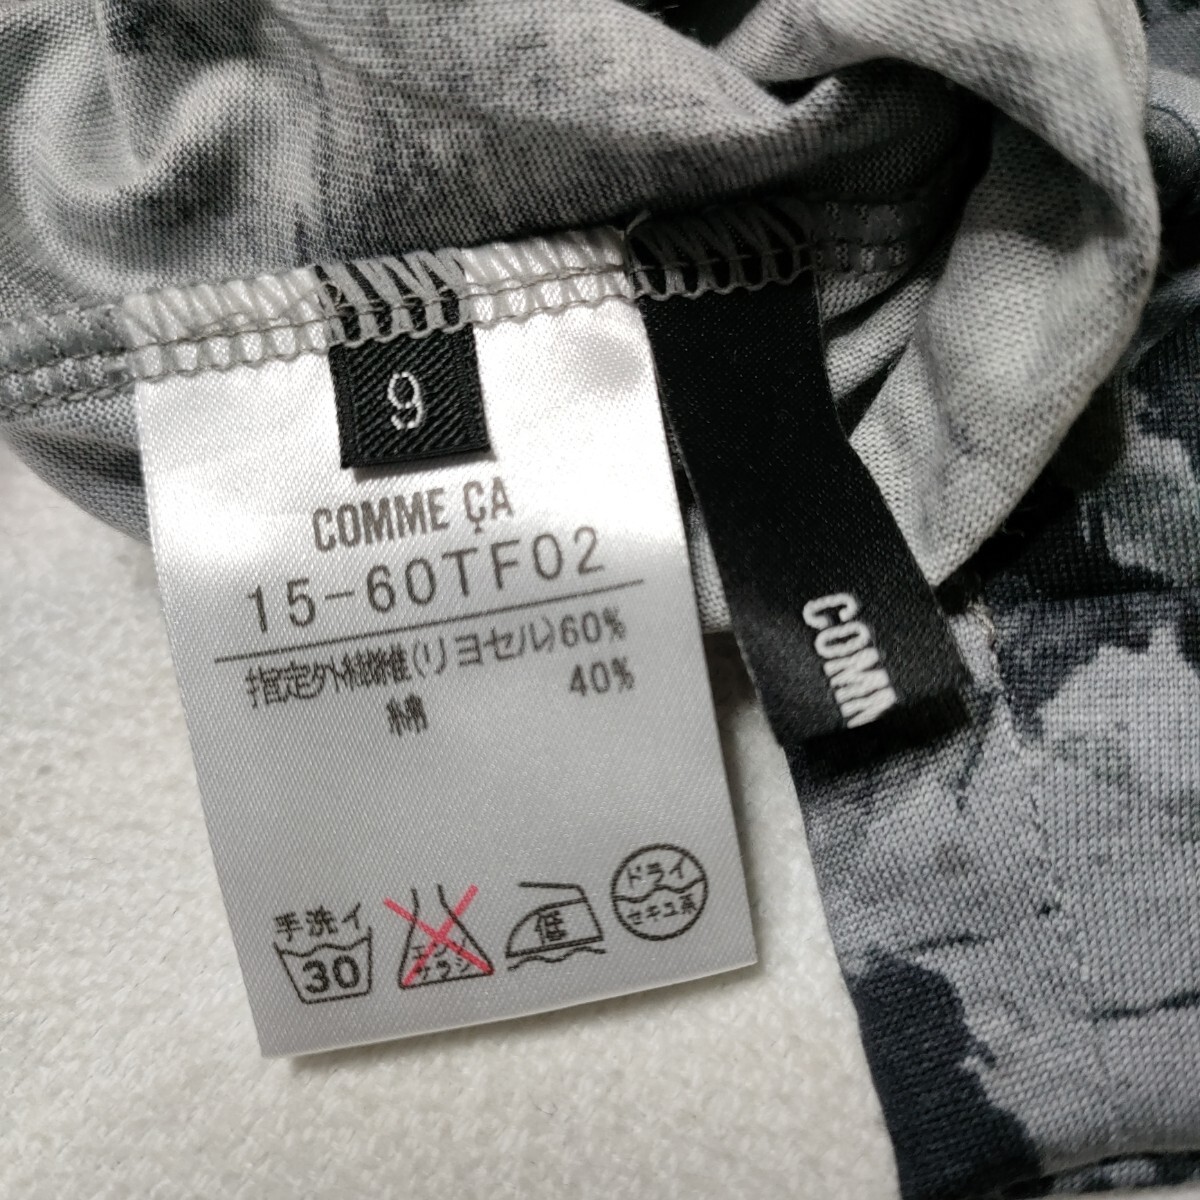 9
COMME ÇA
15-60TF02
指定外繊維(リヨセル)60%
綿 40%
手洗イ
30
エンソ
サラシ
低
ドライ
セキユ系
COMM